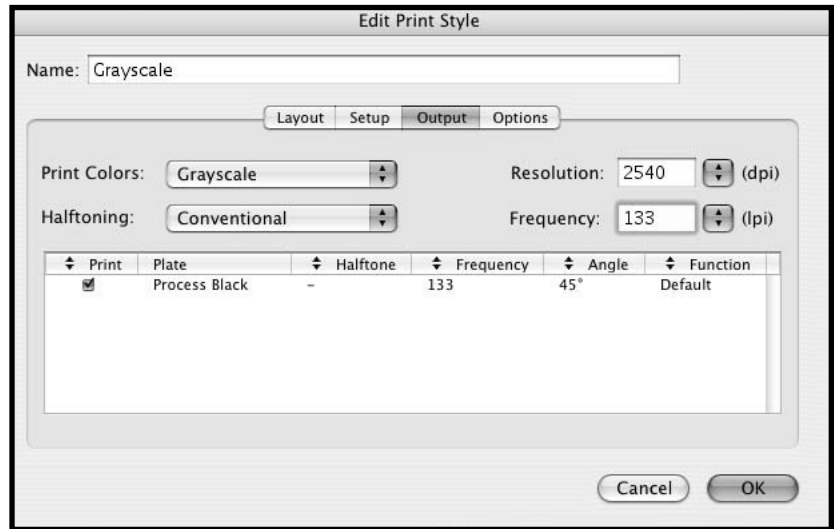 Edit Print Style
Name: Grayscale
Layout Setup Output Options
Print Colors: Grayscale Resolution: 2540 (dpi)
Halftoning: Conventional Frequency: 133 (lpi)
Print Plate Halftone Frequency Angle Function
Process Black – 133 45° Default
Cancel OK